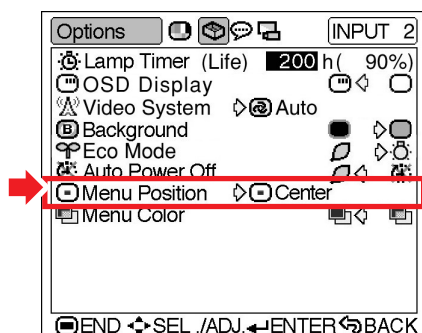 Options INPUT 2
Lamp Timer (Life) 200 h( 90%)
OSD Display
Video System Auto
B Background
Eco Mode
Auto Power Off
Menu Position Center
Menu Color
END SEL./ADJ. ENTER BACK